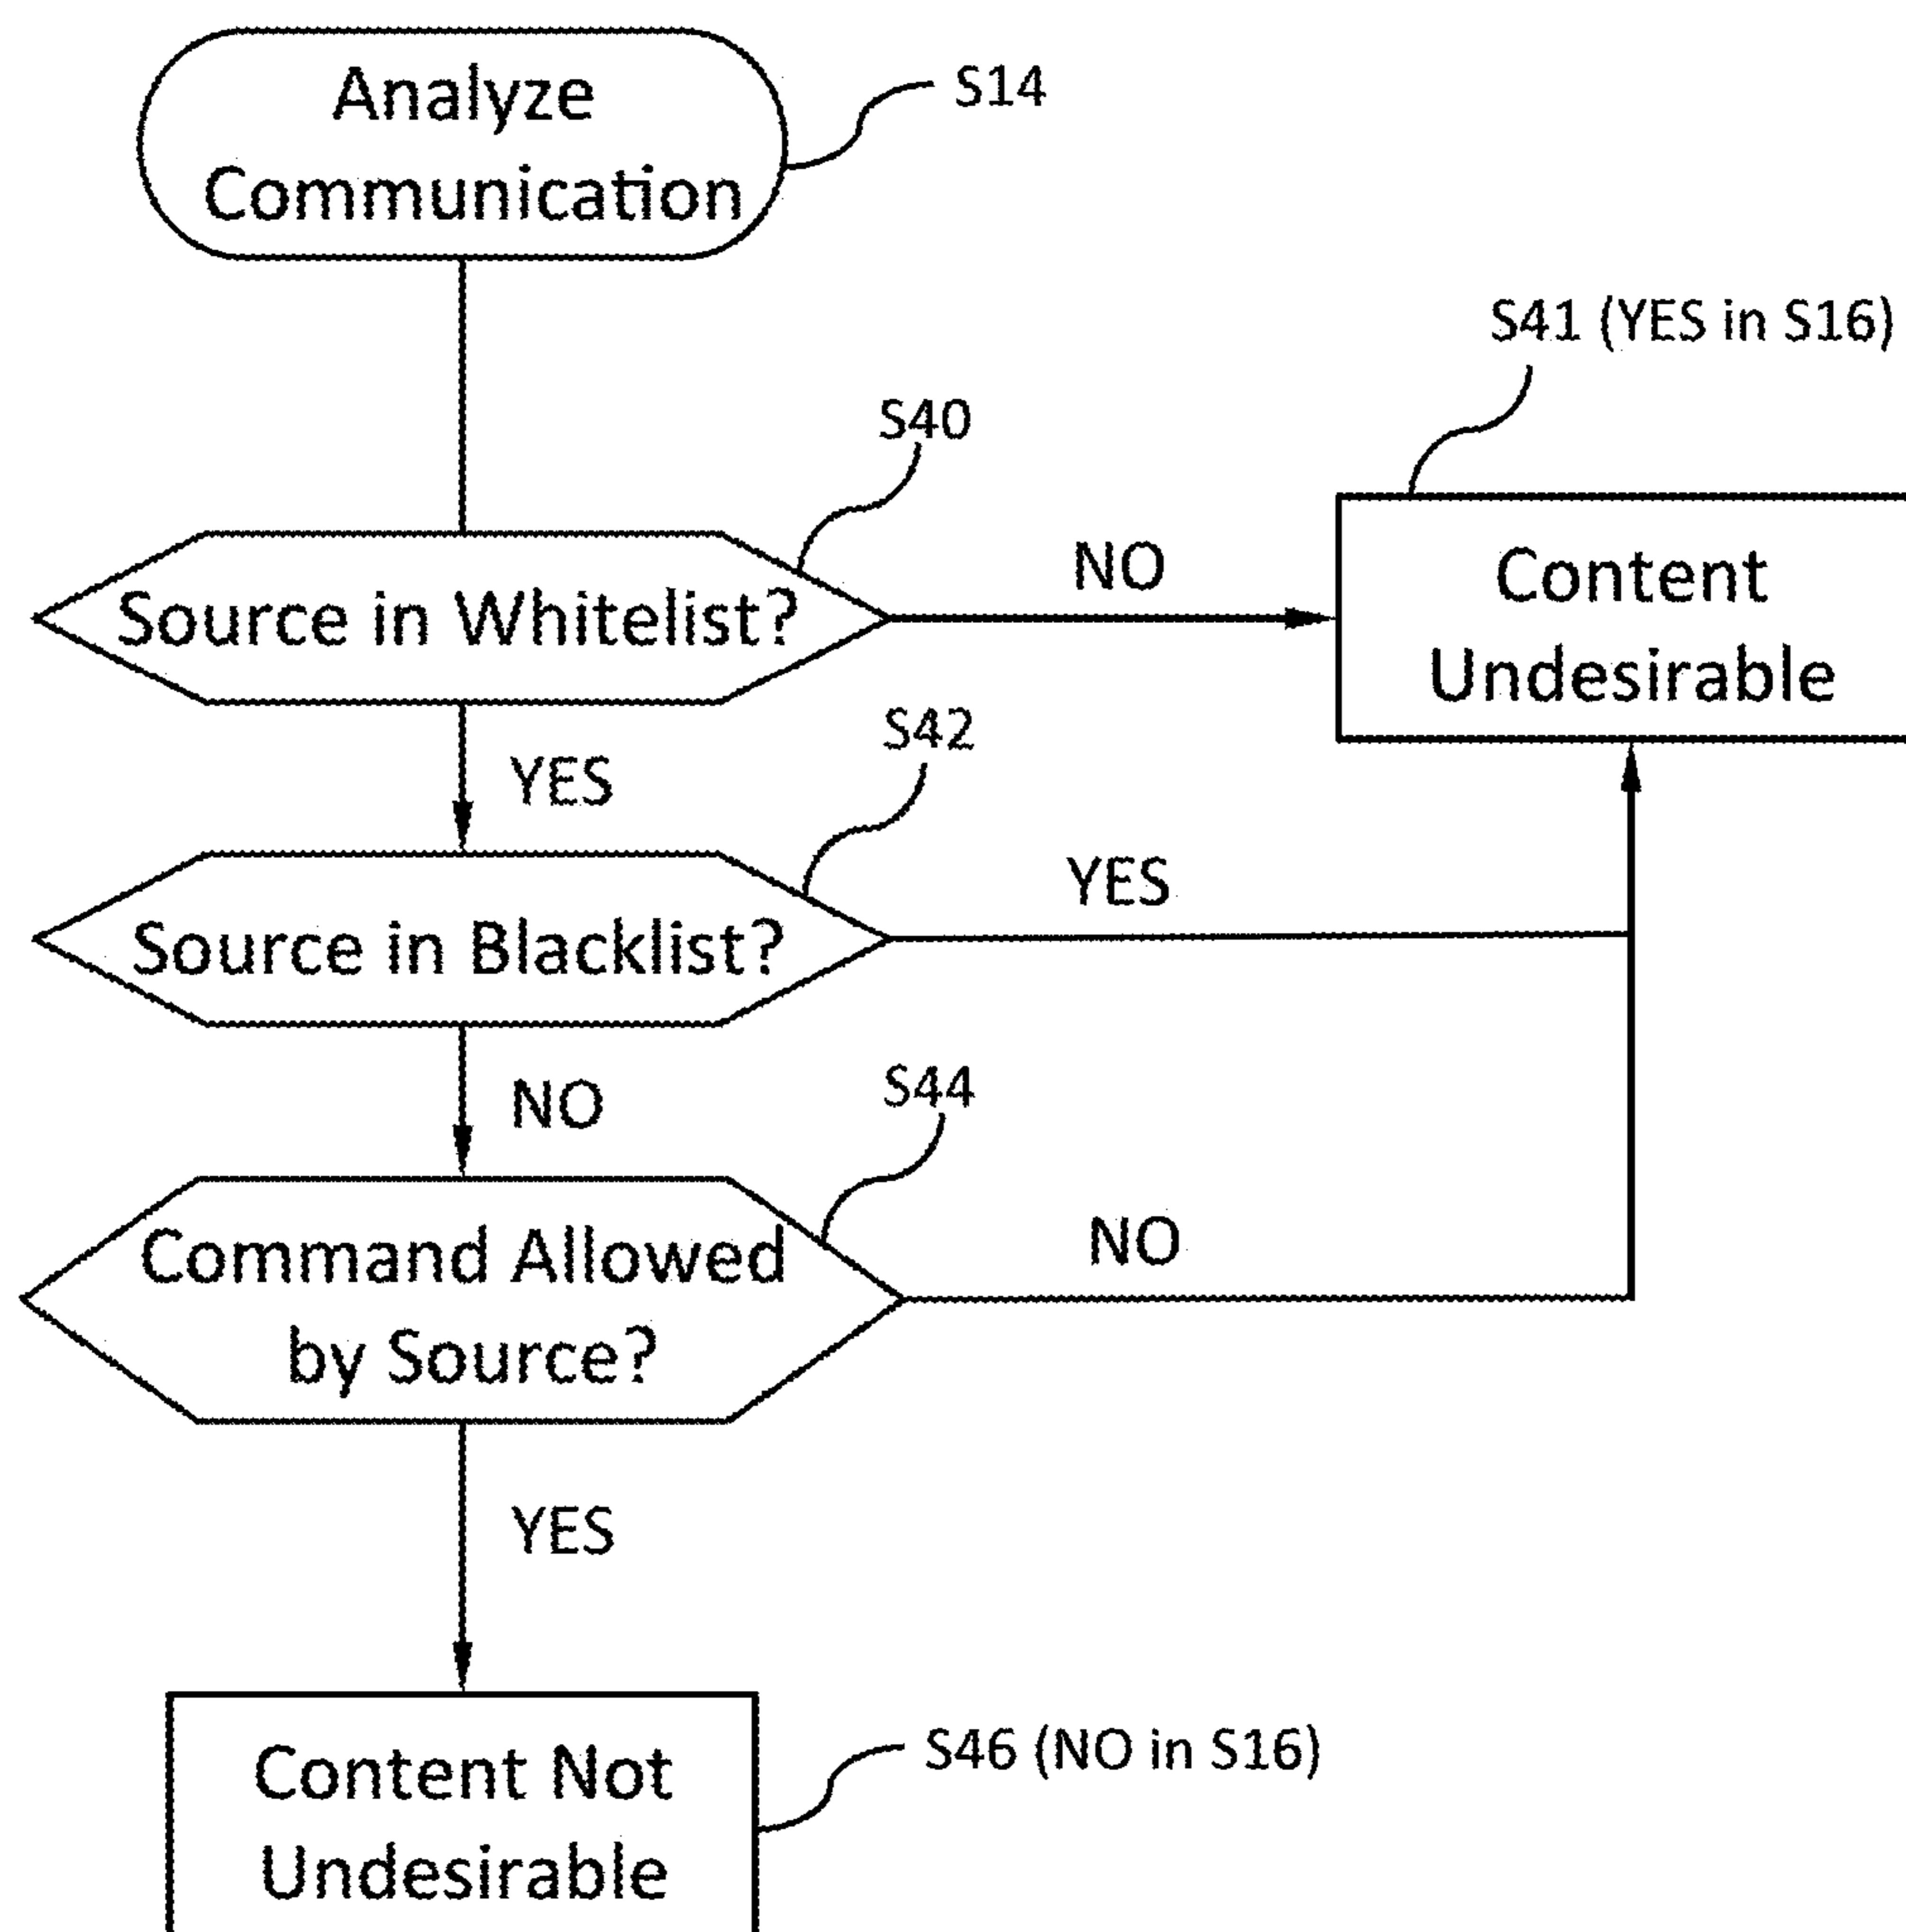 Analyze
Communication
S14
S41 (YES in S16)
S40
Source in Whitelist?
NO
Content
Undesirable
YES
S42
Source in Blacklist?
YES
NO
S44
Command Allowed
by Source?
NO
YES
Content Not
Undesirable
S46 (NO in S16)